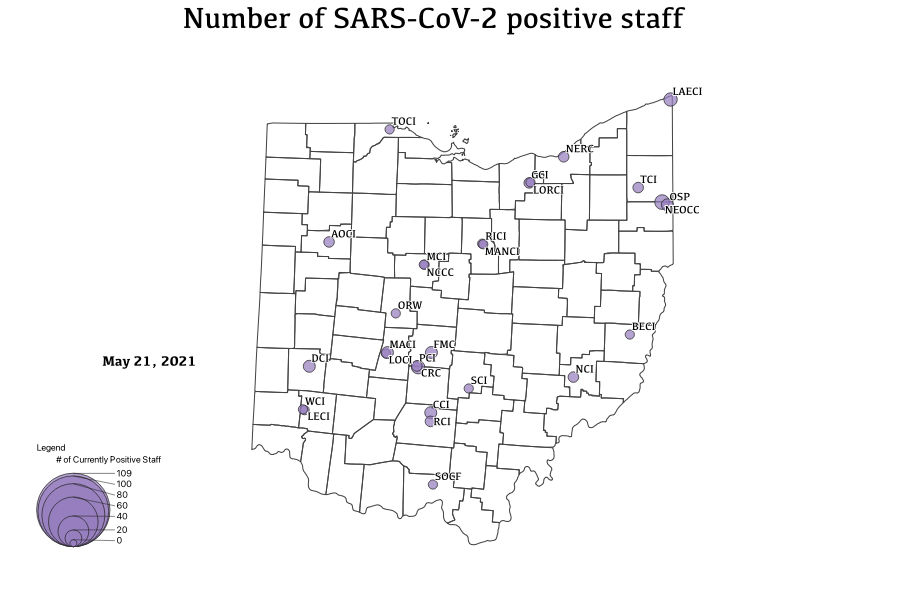 Number of SARS-CoV-2 positive staff
LAECI
TOCI
NERC
GCI
LORCI
TCI
OSP
NEOCC
AOCI
RICI
MANCI
MCI
NCCC
ORW
BECI
MACI
LOCI
FMC
PCI
CRC
May 21, 2021
DCI
NCI
SCI
WCI
LECI
CCI
RCI
SOCF
Legend
# of Currently Positive Staff
109
100
80
60
40
20
0